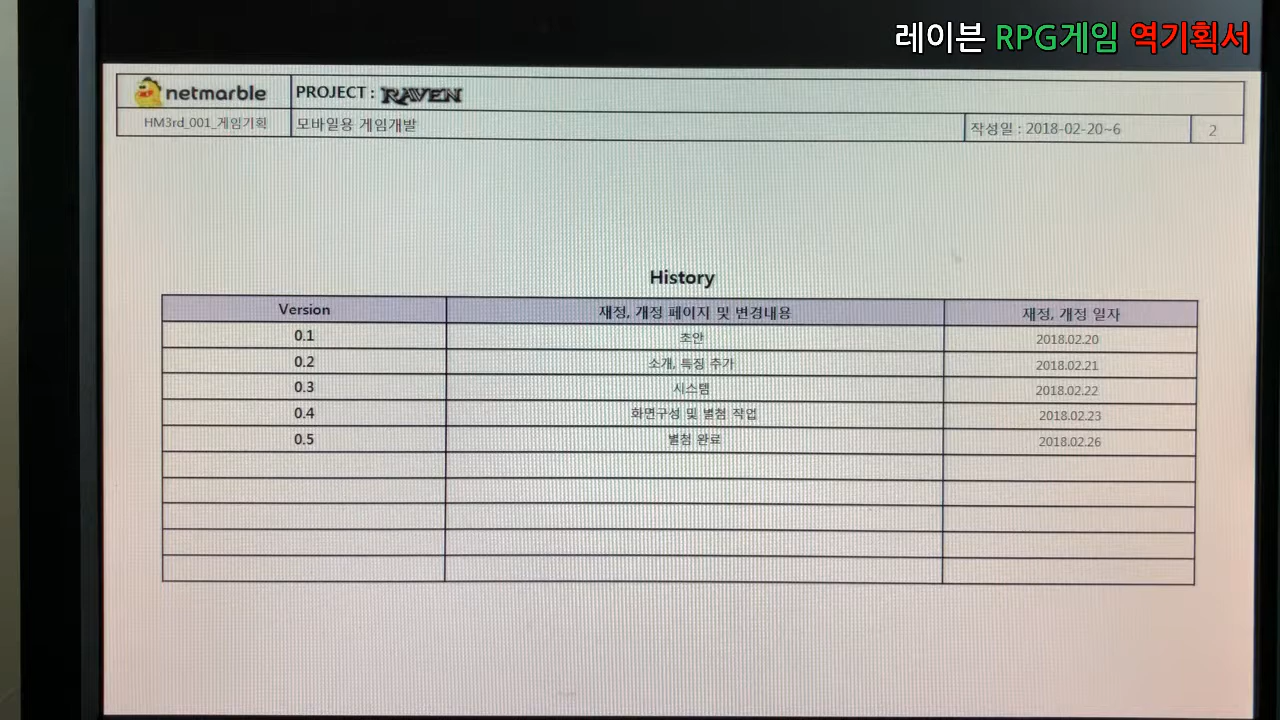 레이븐 RPG게임 역기획서
netmarble PROJECT : RAVEN
HM3rd_001_게임기획 모바일용 게임개발 작성일 : 2018-02-20~6 2
History
Version 재정, 개정 페이지 및 변경내용 재정, 개정 일자
0.1 초안 2018.02.20
0.2 소개, 특징 추가 2018.02.21
0.3 시스템 2018.02.22
0.4 화면구성 및 별첨 작업 2018.02.23
0.5 별첨 완료 2018.02.26